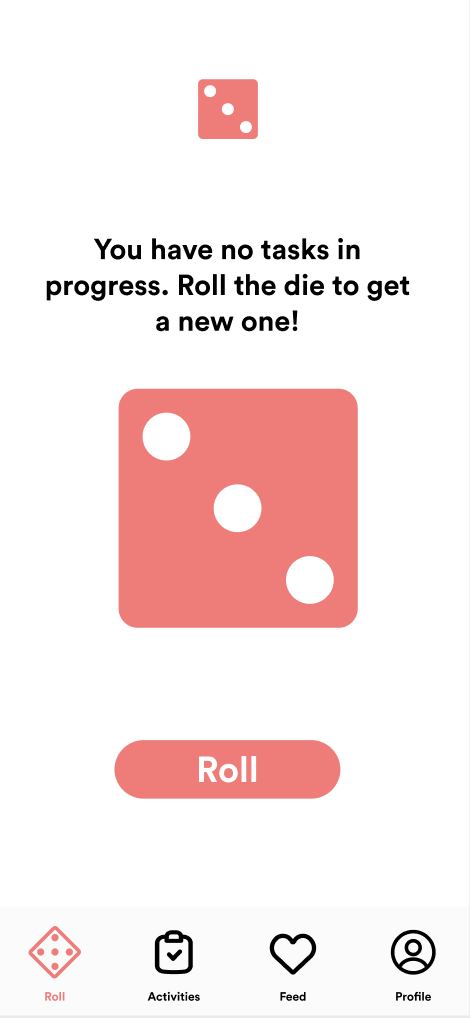 You have no tasks in
progress. Roll the die to get
a new one!
Roll
Roll
Activities
Feed
Profile